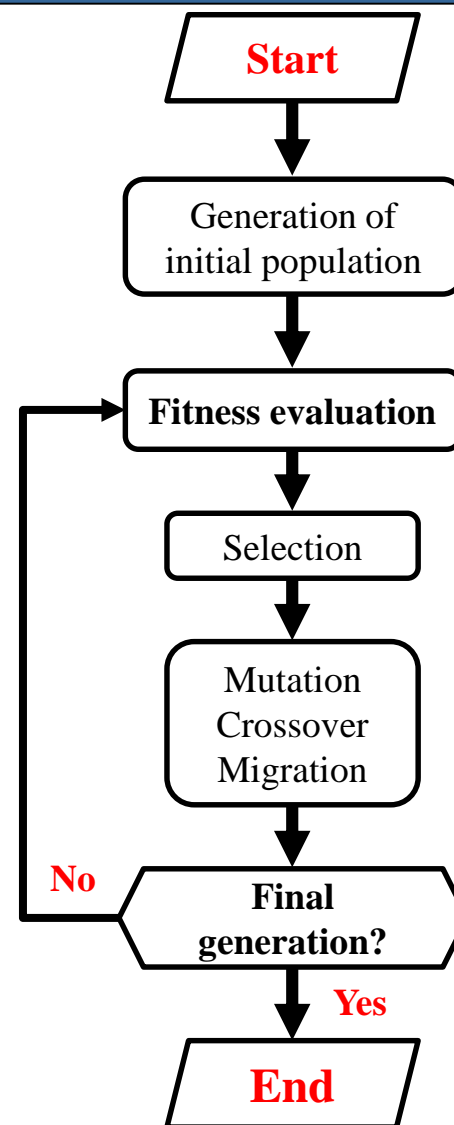 Start
Generation of
initial population
Fitness evaluation
Selection
Mutation
Crossover
Migration
No
Final
generation?
Yes
End